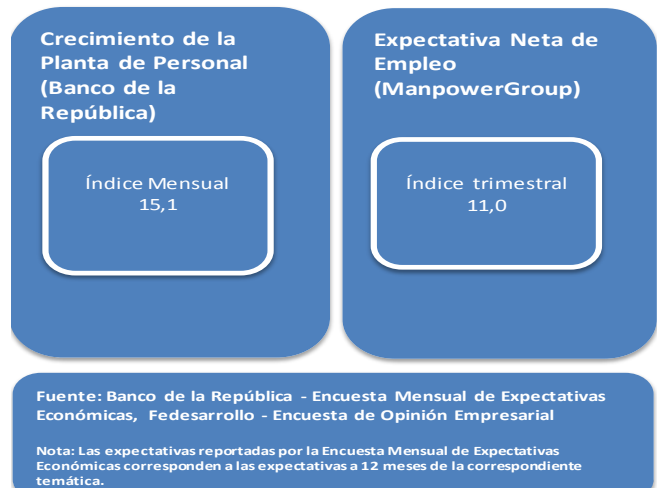 Crecimiento de la
Planta de Personal
(Banco de la
República)
Índice Mensual
15,1
Expectativa Neta de
Empleo
(ManpowerGroup)
Índice trimestral
11,0
Fuente: Banco de la República - Encuesta Mensual de Expectativas
Económicas, Fedesarrollo - Encuesta de Opinión Empresarial
Nota: Las expectativas reportadas por la Encuesta Mensual de Expectativas
Económicas corresponden a las expectativas a 12 meses de la correspondiente
temática.